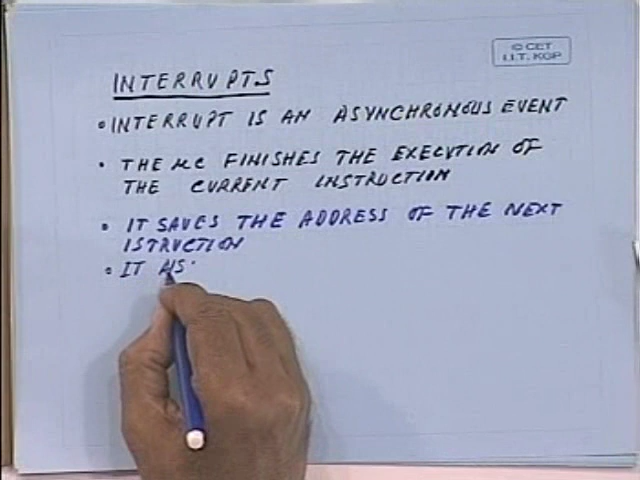 © CET
I.I.T. KGP
INTERRUPTS
• INTERRUPT IS AN ASYNCHRONOUS EVENT
• THE MC FINISHES THE EXECUTION OF
THE CURRENT INSTRUCTION
• IT SAVES THE ADDRESS OF THE NEXT
ISTRUCTION
• IT